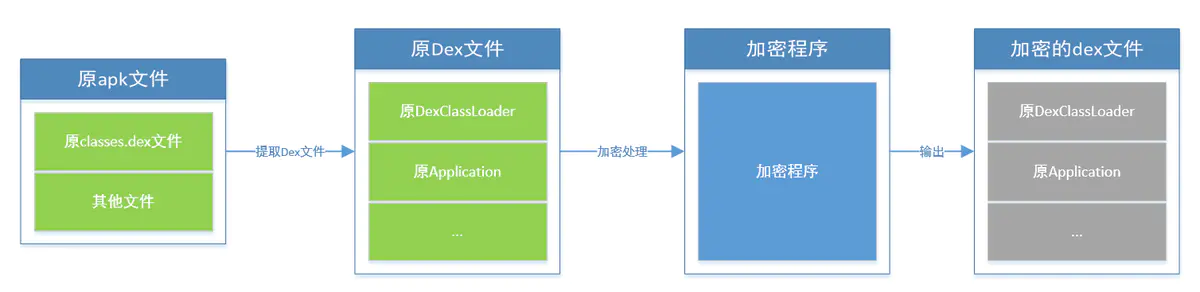 原apk文件
原classes.dex文件
其他文件
提取Dex文件
原Dex文件
原DexClassLoader
原Application
...
加密处理
加密程序
加密程序
输出
加密的dex文件
原DexClassLoader
原Application
...